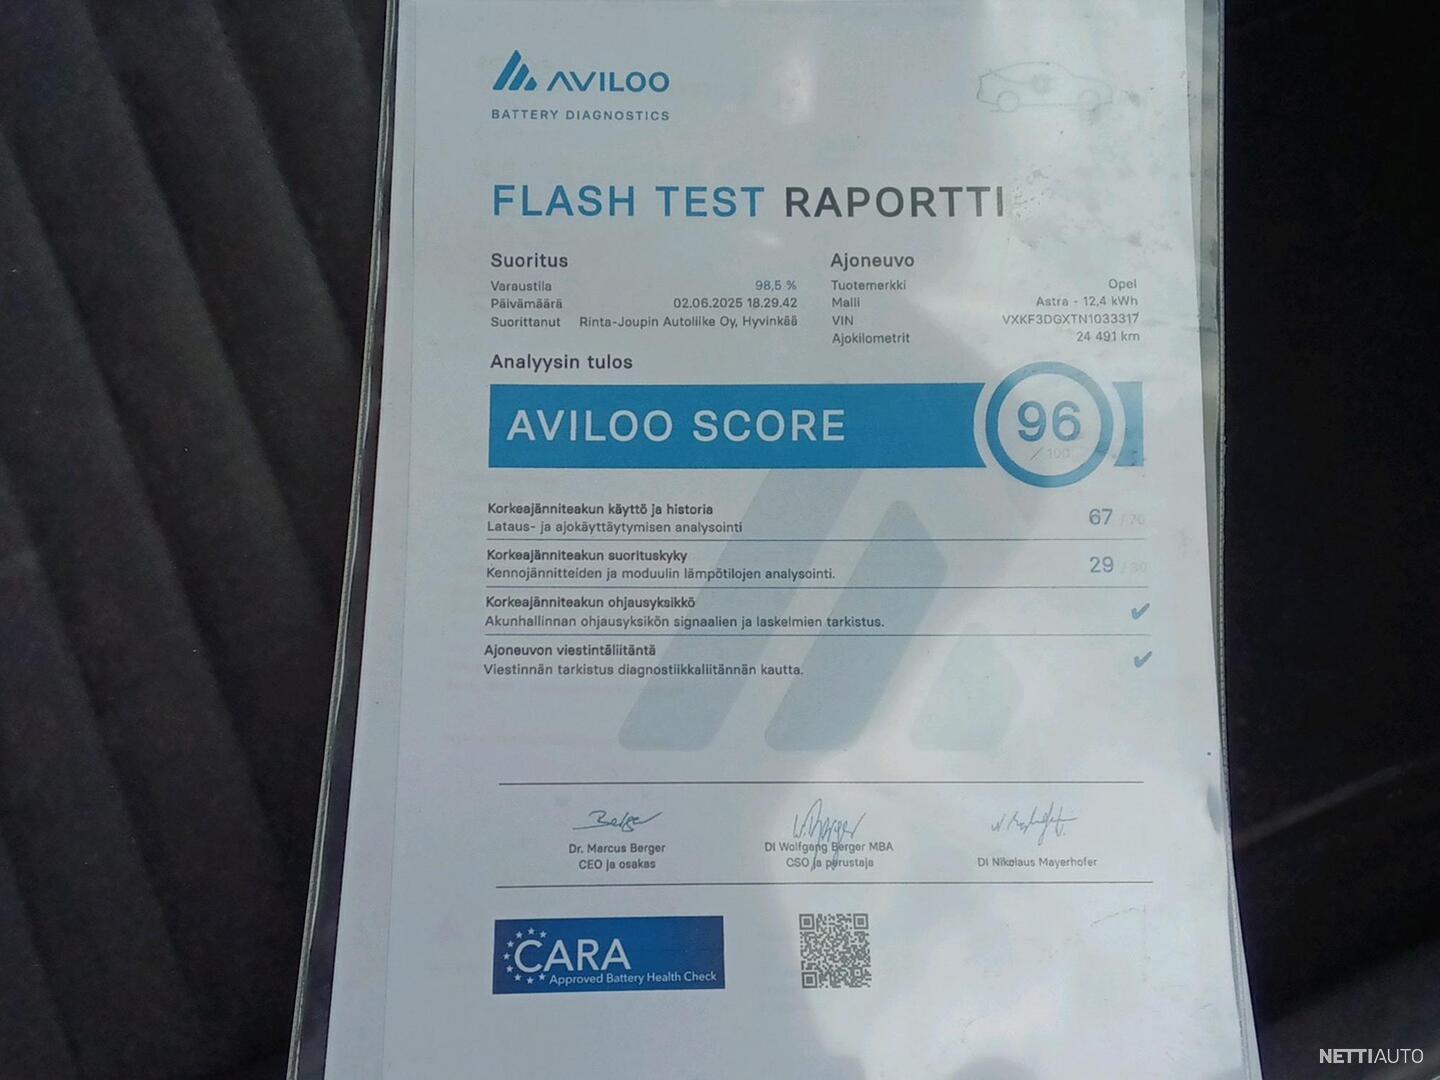 AVILOO
BATTERY DIAGNOSTICS
FLASH TEST RAPORTTI
Suoritus
Varaustila 98,5 %
Päivämäärä 02.06.2025 18.29.42
Suorittanut Rinta-Joupin Autoliike Oy, Hyvinkää
Ajoneuvo
Tuotemerkki Opel
Malli Astra - 12,4 kWh
VIN VXKF3DGXTN1033317
Ajokilometrit 24 491 km
Analyysin tulos
AVILOO SCORE 96
/ 100
Korkeajänniteakun käyttö ja historia
Lataus- ja ajokäyttäytymisen analysointi 67 / 70
Korkeajänniteakun suorituskyky
Kennojännitteiden ja moduulin lämpötilojen analysointi. 29 / 30
Korkeajänniteakun ohjausyksikkö
Akunhallinnan ohjausyksikön signaalien ja laskelmien tarkistus. ✔
Ajoneuvon viestintäliitäntä
Viestinnän tarkistus diagnostiikkaliitännän kautta. ✔
Berger
Dr. Marcus Berger
CEO ja osakas
W. Berger
DI Wolfgang Berger MBA
CSO ja perustaja
DI Nikolaus Mayerhofer
CARA
Approved Battery Health Check
NETTIAUTO